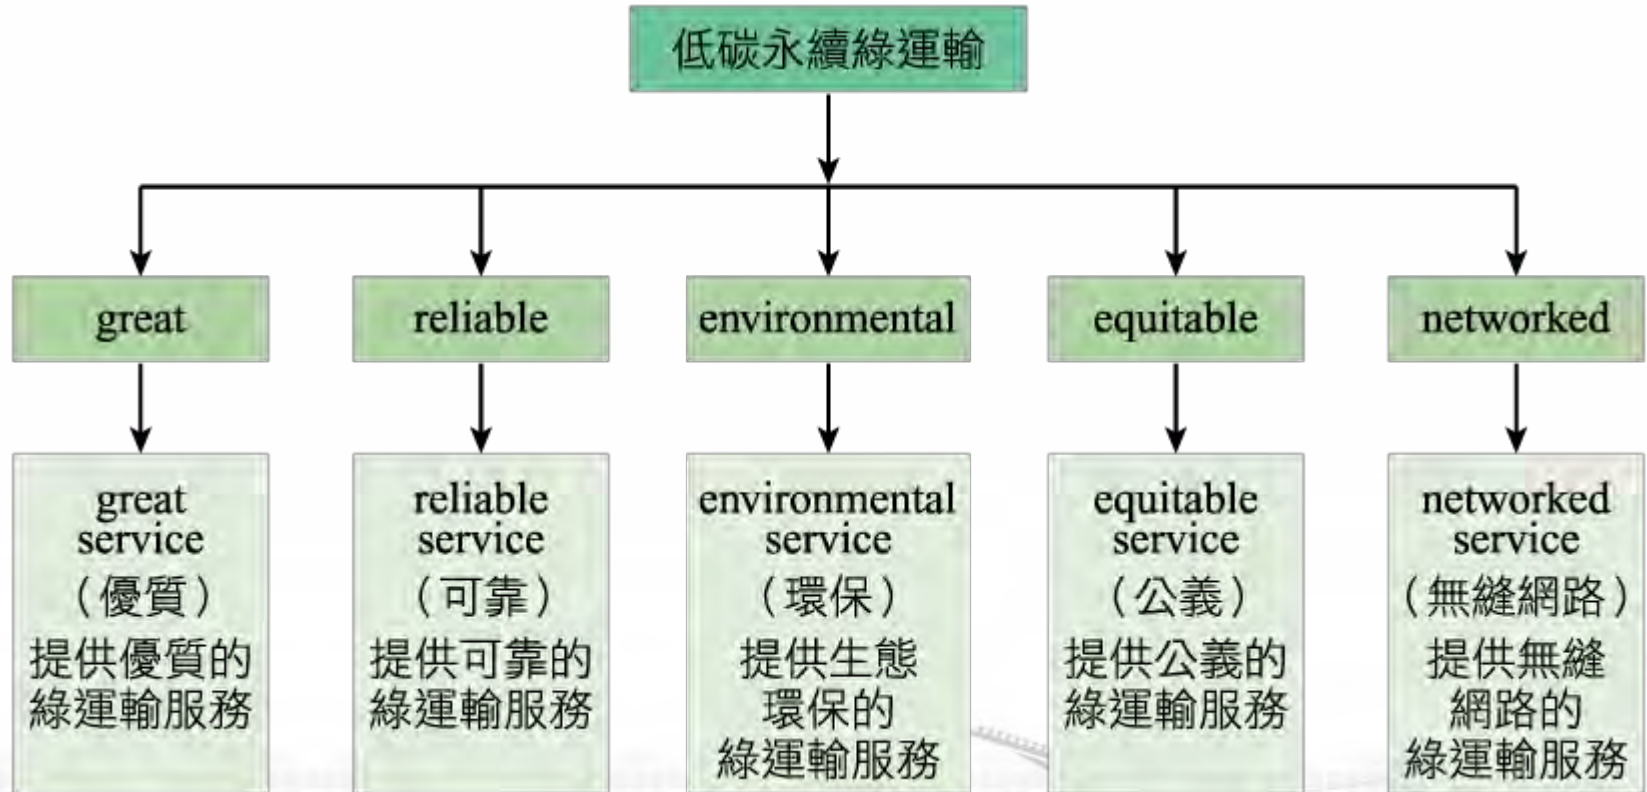 低碳永續綠運輸
great
reliable
environmental
equitable
networked
great
service
（優質）
提供優質的
綠運輸服務
reliable
service
（可靠）
提供可靠的
綠運輸服務
environmental
service
（環保）
提供生態
環保的
綠運輸服務
equitable
service
（公義）
提供公義的
綠運輸服務
networked
service
（無縫網路）
提供無縫
網路的
綠運輸服務